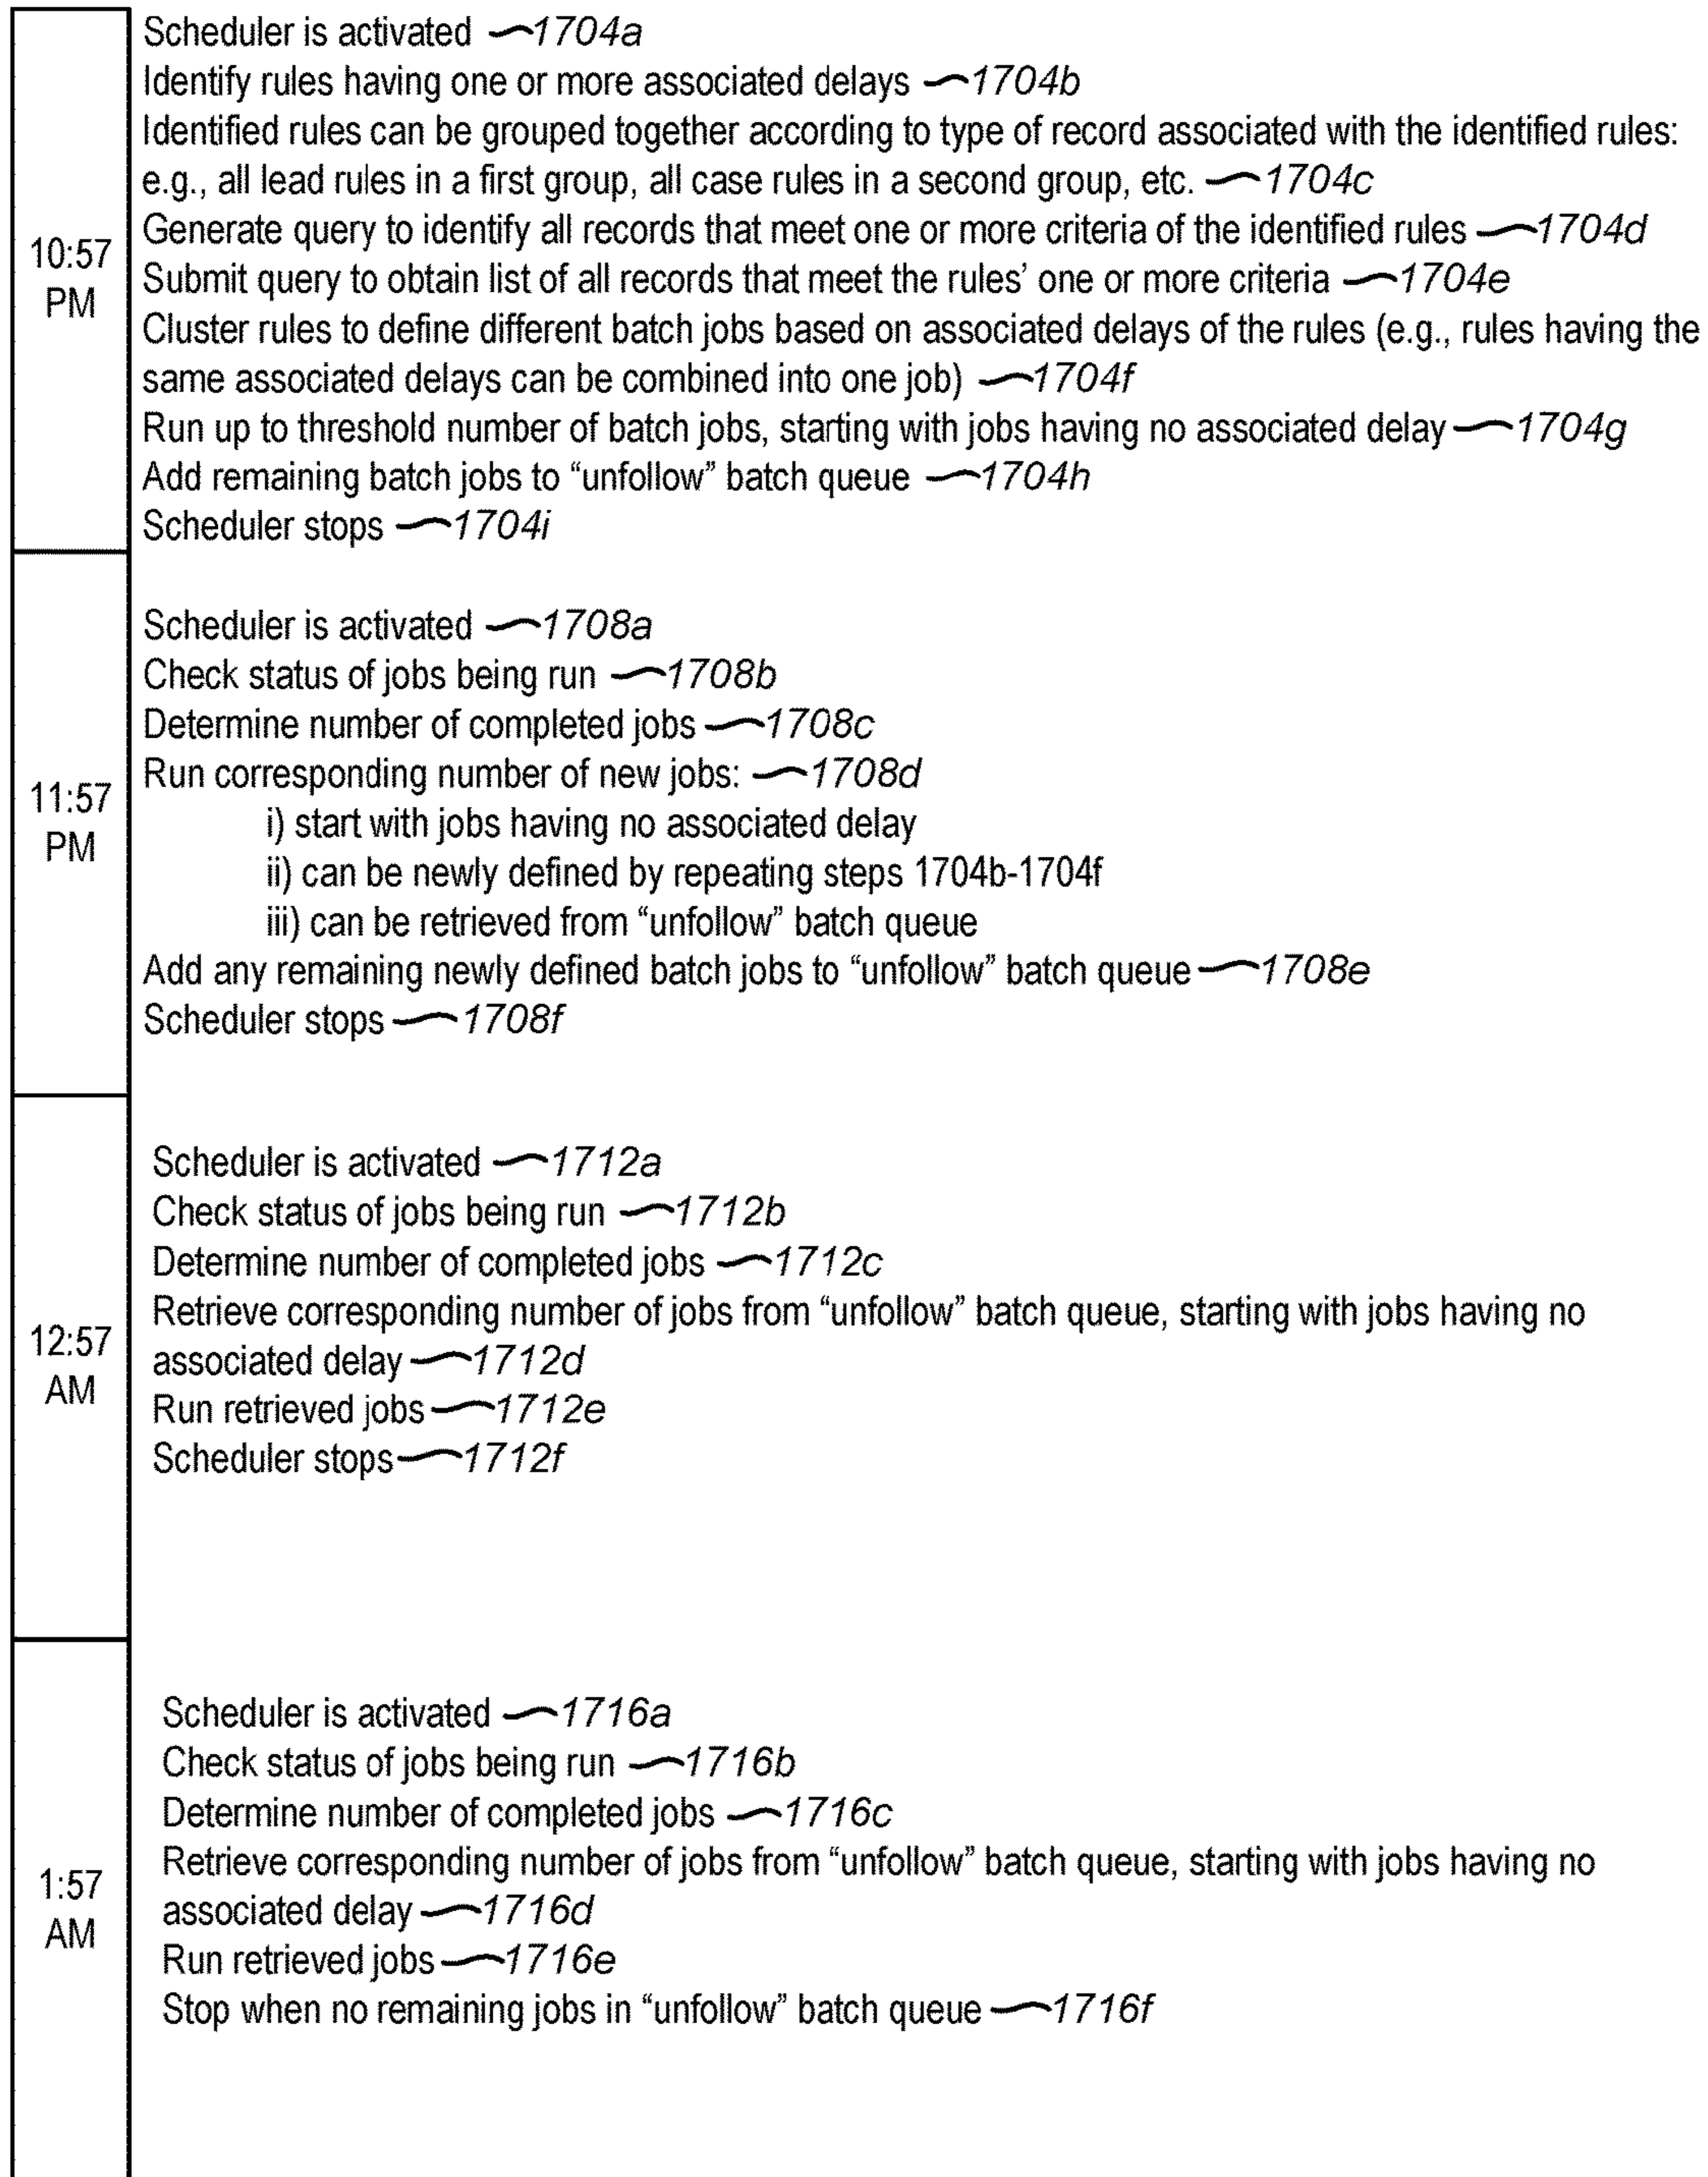 10:57
PM
Scheduler is activated 1704a
Identify rules having one or more associated delays 1704b
Identified rules can be grouped together according to type of record associated with the identified rules:
e.g., all lead rules in a first group, all case rules in a second group, etc. 1704c
Generate query to identify all records that meet one or more criteria of the identified rules 1704d
Submit query to obtain list of all records that meet the rules’ one or more criteria 1704e
Cluster rules to define different batch jobs based on associated delays of the rules (e.g., rules having the
same associated delays can be combined into one job) 1704f
Run up to threshold number of batch jobs, starting with jobs having no associated delay 1704g
Add remaining batch jobs to “unfollow” batch queue 1704h
Scheduler stops 1704i
11:57
PM
Scheduler is activated 1708a
Check status of jobs being run 1708b
Determine number of completed jobs 1708c
Run corresponding number of new jobs: 1708d
i) start with jobs having no associated delay
ii) can be newly defined by repeating steps 1704b-1704f
iii) can be retrieved from “unfollow” batch queue
Add any remaining newly defined batch jobs to “unfollow” batch queue 1708e
Scheduler stops 1708f
12:57
AM
Scheduler is activated 1712a
Check status of jobs being run 1712b
Determine number of completed jobs 1712c
Retrieve corresponding number of jobs from “unfollow” batch queue, starting with jobs having no
associated delay 1712d
Run retrieved jobs 1712e
Scheduler stops 1712f
1:57
AM
Scheduler is activated 1716a
Check status of jobs being run 1716b
Determine number of completed jobs 1716c
Retrieve corresponding number of jobs from “unfollow” batch queue, starting with jobs having no
associated delay 1716d
Run retrieved jobs 1716e
Stop when no remaining jobs in “unfollow” batch queue 1716f